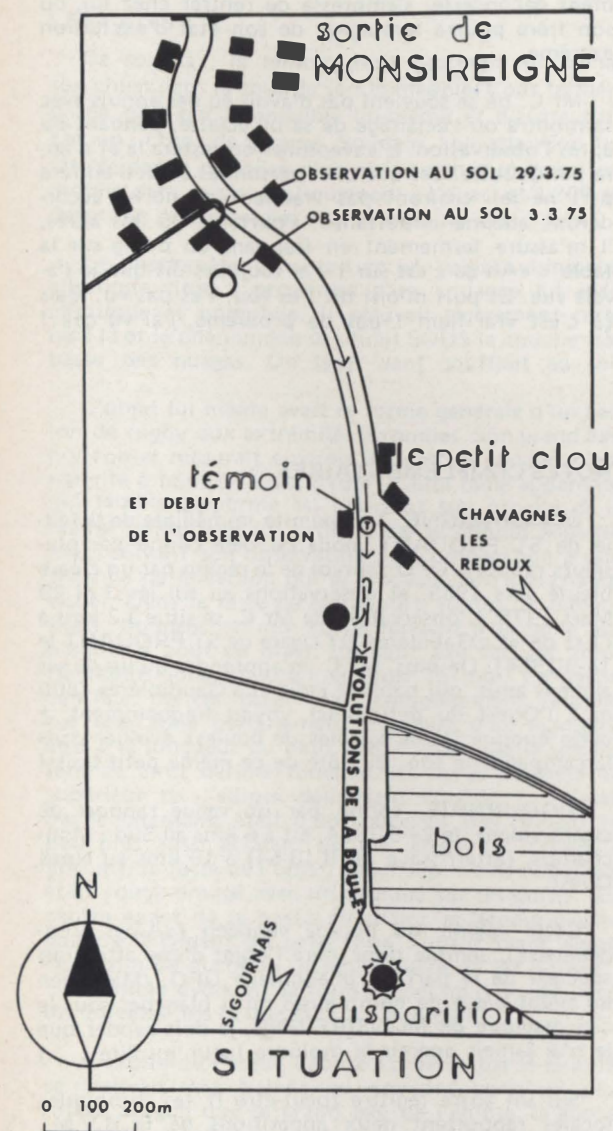 sortie de
MONSIREIGNE
OBSERVATION AU SOL 29.3.75
OBSERVATION AU SOL 3.3.75
le petit clou
témoin
ET DEBUT
DE L'OBSERVATION
CHAVAGNES
LES
REDOUX
EVOLUTIONS DE LA BOULE
bois
N
SIGOURNAIS
disparition
SITUATION
0 100 200m